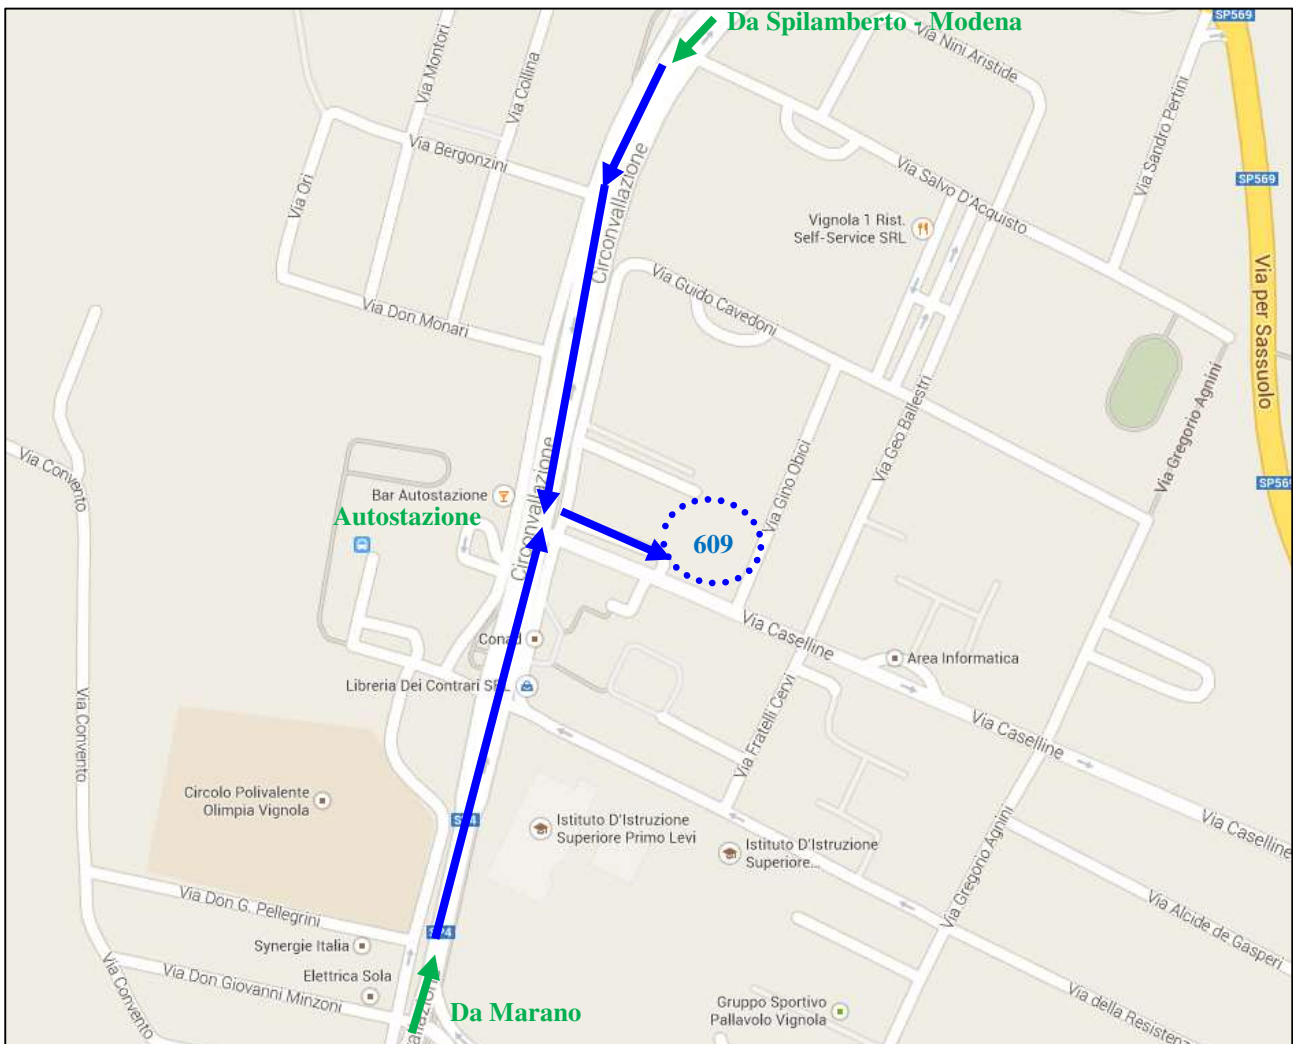 Da Spilamberto - Modena
SP569
Via Nini Aristide
Via Montori
Via Collina
Via Sandro Pertini
Via Bergonzini
Circonvallazione
Via Salvo D'Acquisto
SP569
Via Ori
Vignola 1 Rist.
Self-Service SRL
Via per Sassuolo
Via Guido Cavedoni
Via Don Monari
Via Gregorio Agnini
Via Geo Ballestri
Via Gino Obici
Via Convento
Circonvallazione
Bar Autostazione
SP569
Autostazione
609
Via Caselline
Conad
Area Informatica
Libreria Dei Contrari SRL
Via Convento
Via Fratelli Cervi
Via Caselline
Circolo Polivalente
Olimpia Vignola
Istituto D'Istruzione
Superiore Primo Levi
Istituto D'Istruzione
Superiore...
Via Caselline
Via Gregorio Agnini
Via Don G. Pellegrini
Via Alcide de Gasperi
SP4
Synergie Italia
Elettrica Sola
Via Convento
Via Don Giovanni Minzoni
Da Marano
Gruppo Sportivo
Pallavolo Vignola
Via della Resistenz